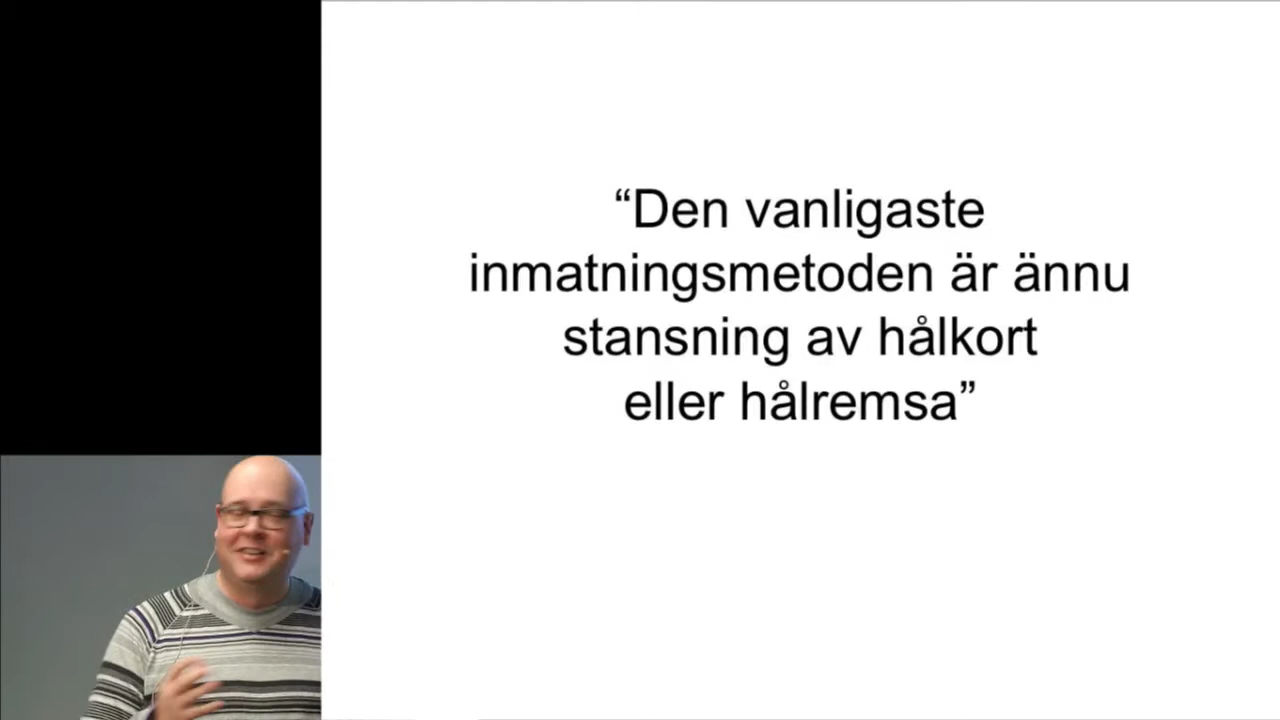 “Den vanligaste
inmatningsmetoden är ännu
stansning av hålkort
eller hålremsa”